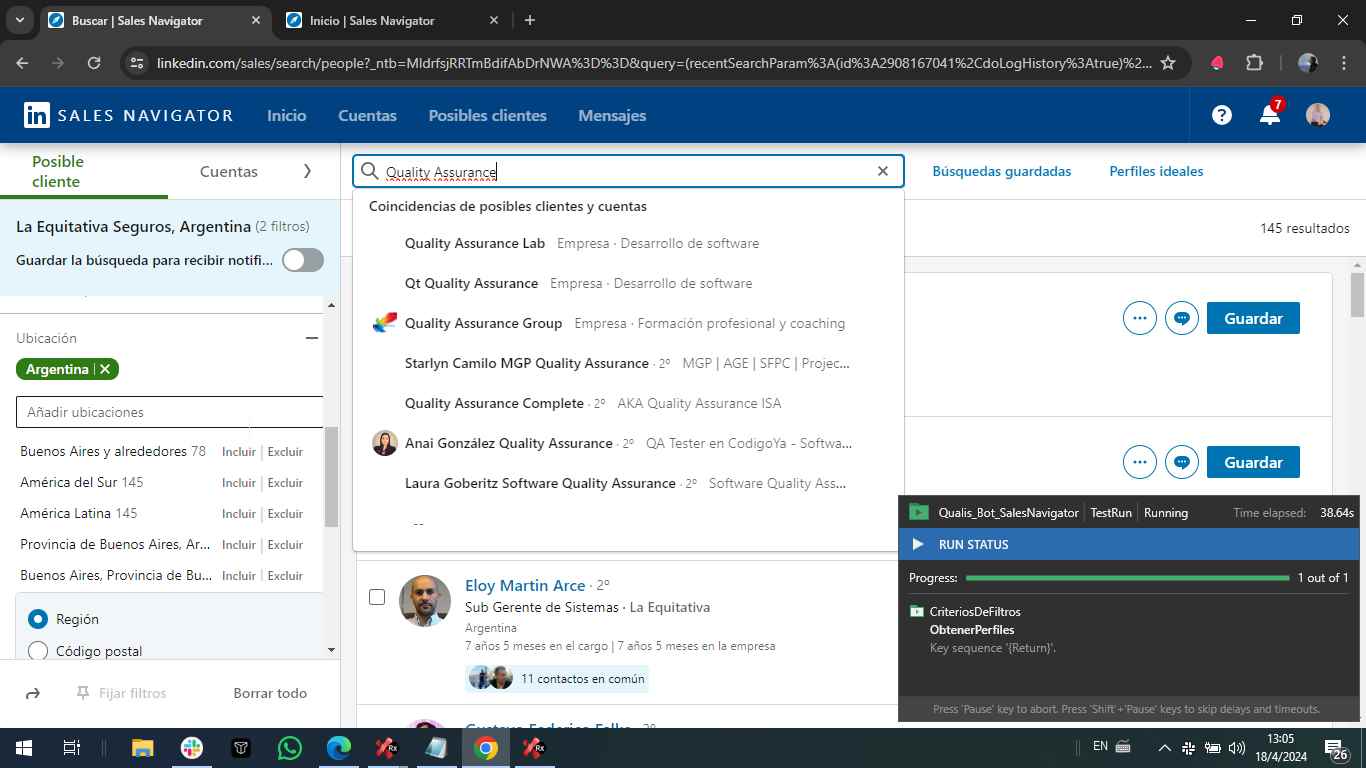 Buscar | Sales Navigator
Inicio | Sales Navigator
linkedin.com/sales/search/people?_ntb=MIdrfsjRRTmBdifAbDrNWA%3D%3D&query=(recentSearchParam%3A(id%3A2908167041%2CdoLogHistory%3Atrue)%2...
in SALES NAVIGATOR
Inicio
Cuentas
Posibles clientes
Mensajes
7
Posible cliente
Cuentas
Quality Assurance
Búsquedas guardadas
Perfiles ideales
La Equitativa Seguros, Argentina (2 filtros)
Guardar la búsqueda para recibir notifi...
145 resultados
Coincidencias de posibles clientes y cuentas
Quality Assurance Lab Empresa · Desarrollo de software
Qt Quality Assurance Empresa · Desarrollo de software
Quality Assurance Group Empresa · Formación profesional y coaching
Starlyn Camilo MGP Quality Assurance · 2º MGP | AGE | SFPC | Projec...
Quality Assurance Complete · 2º AKA Quality Assurance ISA
Anai González Quality Assurance · 2º QA Tester en CodigoYa - Softwa...
Laura Goberitz Software Quality Assurance · 2º Software Quality Ass...
Guardar
Guardar
Ubicación
Argentina
Añadir ubicaciones
Buenos Aires y alrededores 78 Incluir | Excluir
América del Sur 145 Incluir | Excluir
América Latina 145 Incluir | Excluir
Provincia de Buenos Aires, Ar... Incluir | Excluir
Buenos Aires, Provincia de Bu... Incluir | Excluir
Región
Código postal
Fijar filtros
Borrar todo
Eloy Martin Arce · 2º
Sub Gerente de Sistemas · La Equitativa
Argentina
7 años 5 meses en el cargo | 7 años 5 meses en la empresa
11 contactos en común
Qualis_Bot_SalesNavigator TestRun Running Time elapsed: 38.64s
RUN STATUS
Progress: 1 out of 1
CriteriosDeFiltros
ObtenerPerfiles
Key sequence '{Return}'.
Press 'Pause' key to abort. Press 'Shift'+'Pause' keys to skip delays and timeouts.
Rx
Rx
EN
13:05
18/4/2024
26